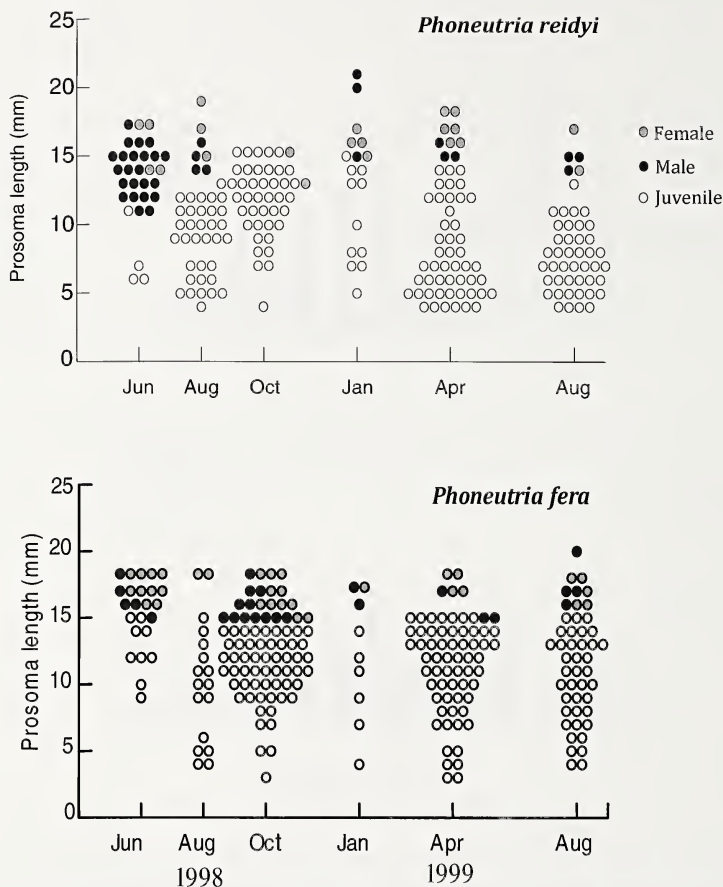 Phoneutria reidyi
25
20
15
10
5
0
Prosoma length (mm)
Female
Male
Juvenile
Jun Aug Oct Jan Apr Aug
Phoneutria fera
25
20
15
10
5
0
Prosoma length (mm)
Jun Aug Oct Jan Apr Aug
1998 1999